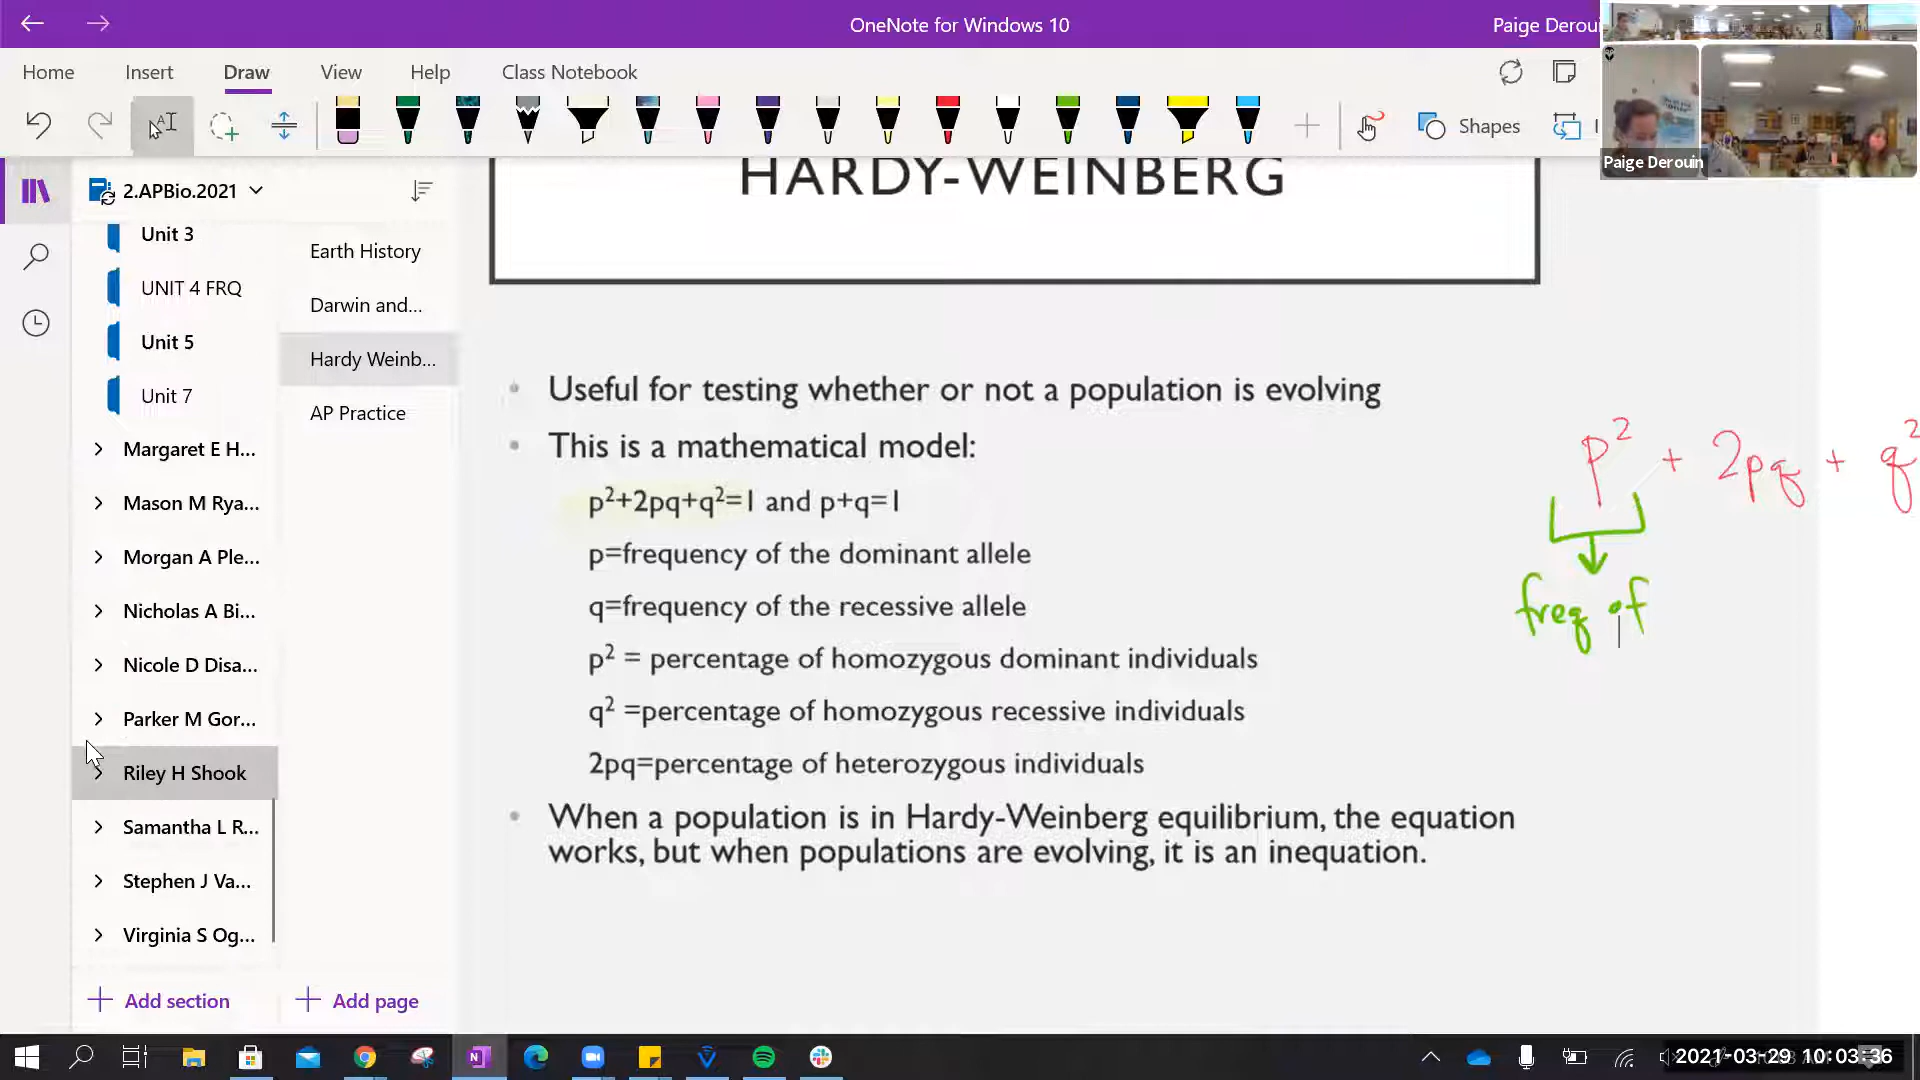 OneNote for Windows 10
Paige Derouin
Home Insert Draw View Help Class Notebook
Shapes
Paige Derouin
2.APBio.2021
Unit 3
UNIT 4 FRQ
Unit 5
Unit 7
Margaret E H...
Mason M Rya...
Morgan A Ple...
Nicholas A Bi...
Nicole D Disa...
Parker M Gor...
Riley H Shook
Samantha L R...
Stephen J Va...
Virginia S Og...
Add section
Earth History
Darwin and...
Hardy Weinb...
AP Practice
Add page
HARDY-WEINBERG
• Useful for testing whether or not a population is evolving
• This is a mathematical model:
p²+2pq+q²=1 and p+q=1
p=frequency of the dominant allele
q=frequency of the recessive allele
p² = percentage of homozygous dominant individuals
q² =percentage of homozygous recessive individuals
2pq=percentage of heterozygous individuals
• When a population is in Hardy-Weinberg equilibrium, the equation
works, but when populations are evolving, it is an inequation.
p² + 2pq + q²
freq of
2021-03-29 10:03:36